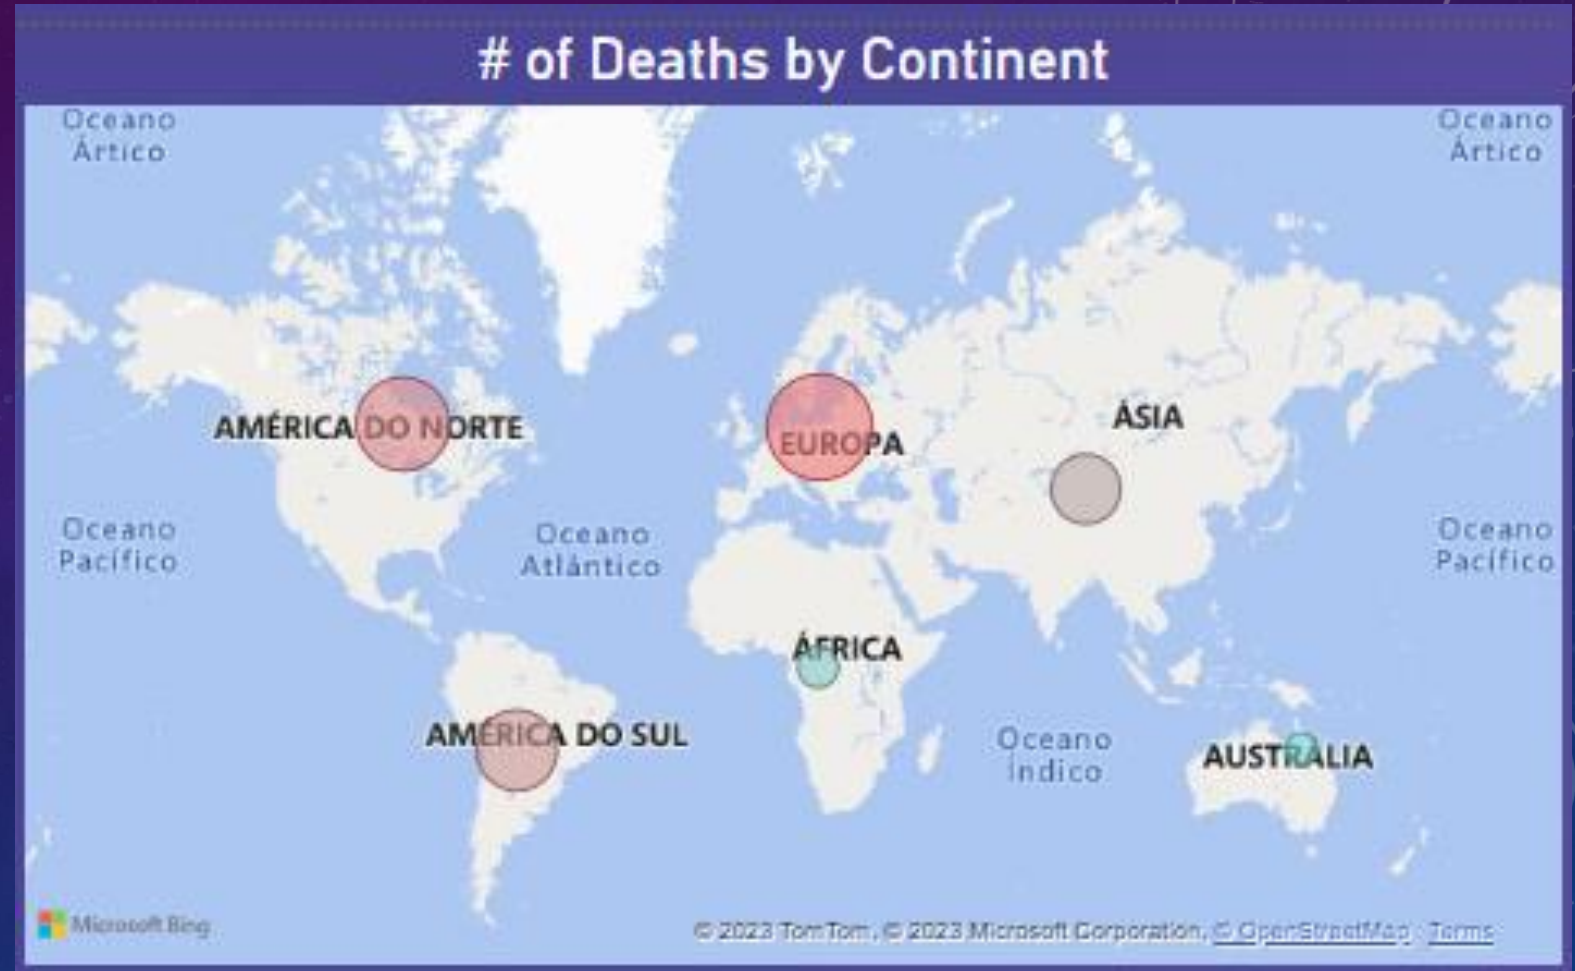 # of Deaths by Continent
Oceano
Ártico
Oceano
Ártico
AMÉRICA DO NORTE
EUROPA
ÁSIA
Oceano
Pacífico
Oceano
Atlântico
Oceano
Pacífico
ÁFRICA
AMÉRICA DO SUL
Oceano
Índico
AUSTRÁLIA
Microsoft Bing
© 2023 TomTom, © 2023 Microsoft Corporation, © OpenStreetMap Terms